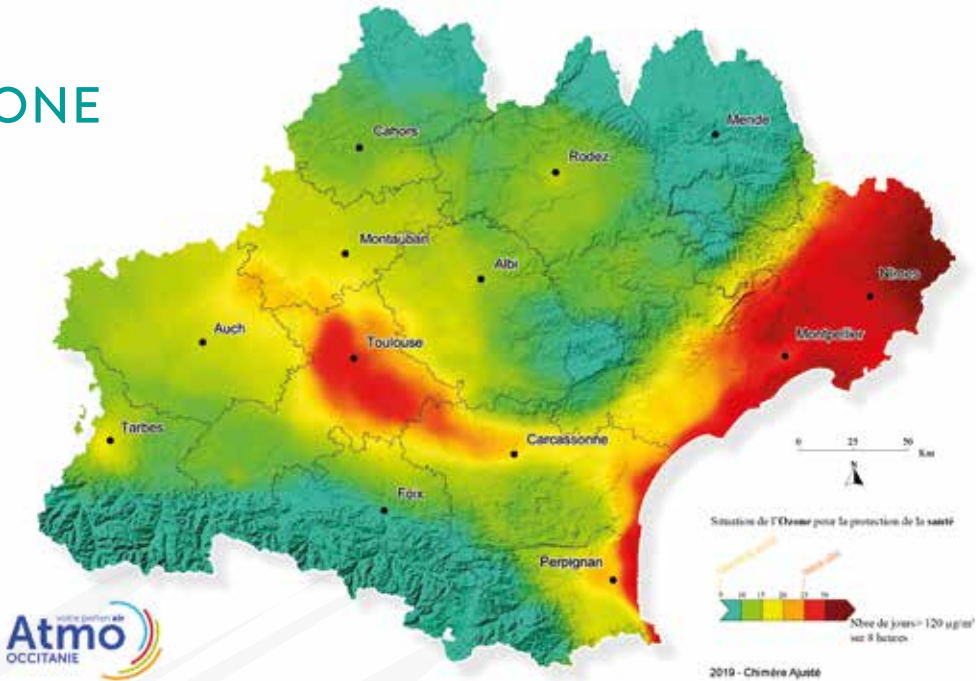 ONE
Cahors
Mende
Rodez
Montauban
Albi
Nîmes
Auch
Toulouse
Montpellier
Tarbes
Carcassonne
0 25 50
Km
N
Foix
Situation de l'Ozone pour la protection de la santé
Perpignan
10 15 20 25
Nbre de jours > 120 µg/m³
sur 8 heures
Atmo
OCCITANIE
2019 - Chimère Ajusté